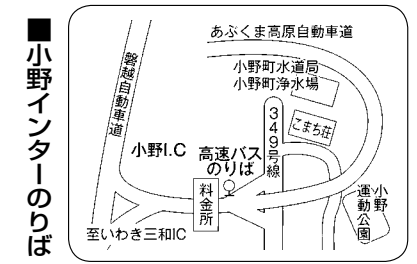 ■小野インターのりば
あぶくま高原自動車道
磐越自動車道
小野町水道局
小野町浄水場
349号線
こまち荘
小野I.C
高速バス
のりば
料金所
小野
運動公園
至いわき三和IC